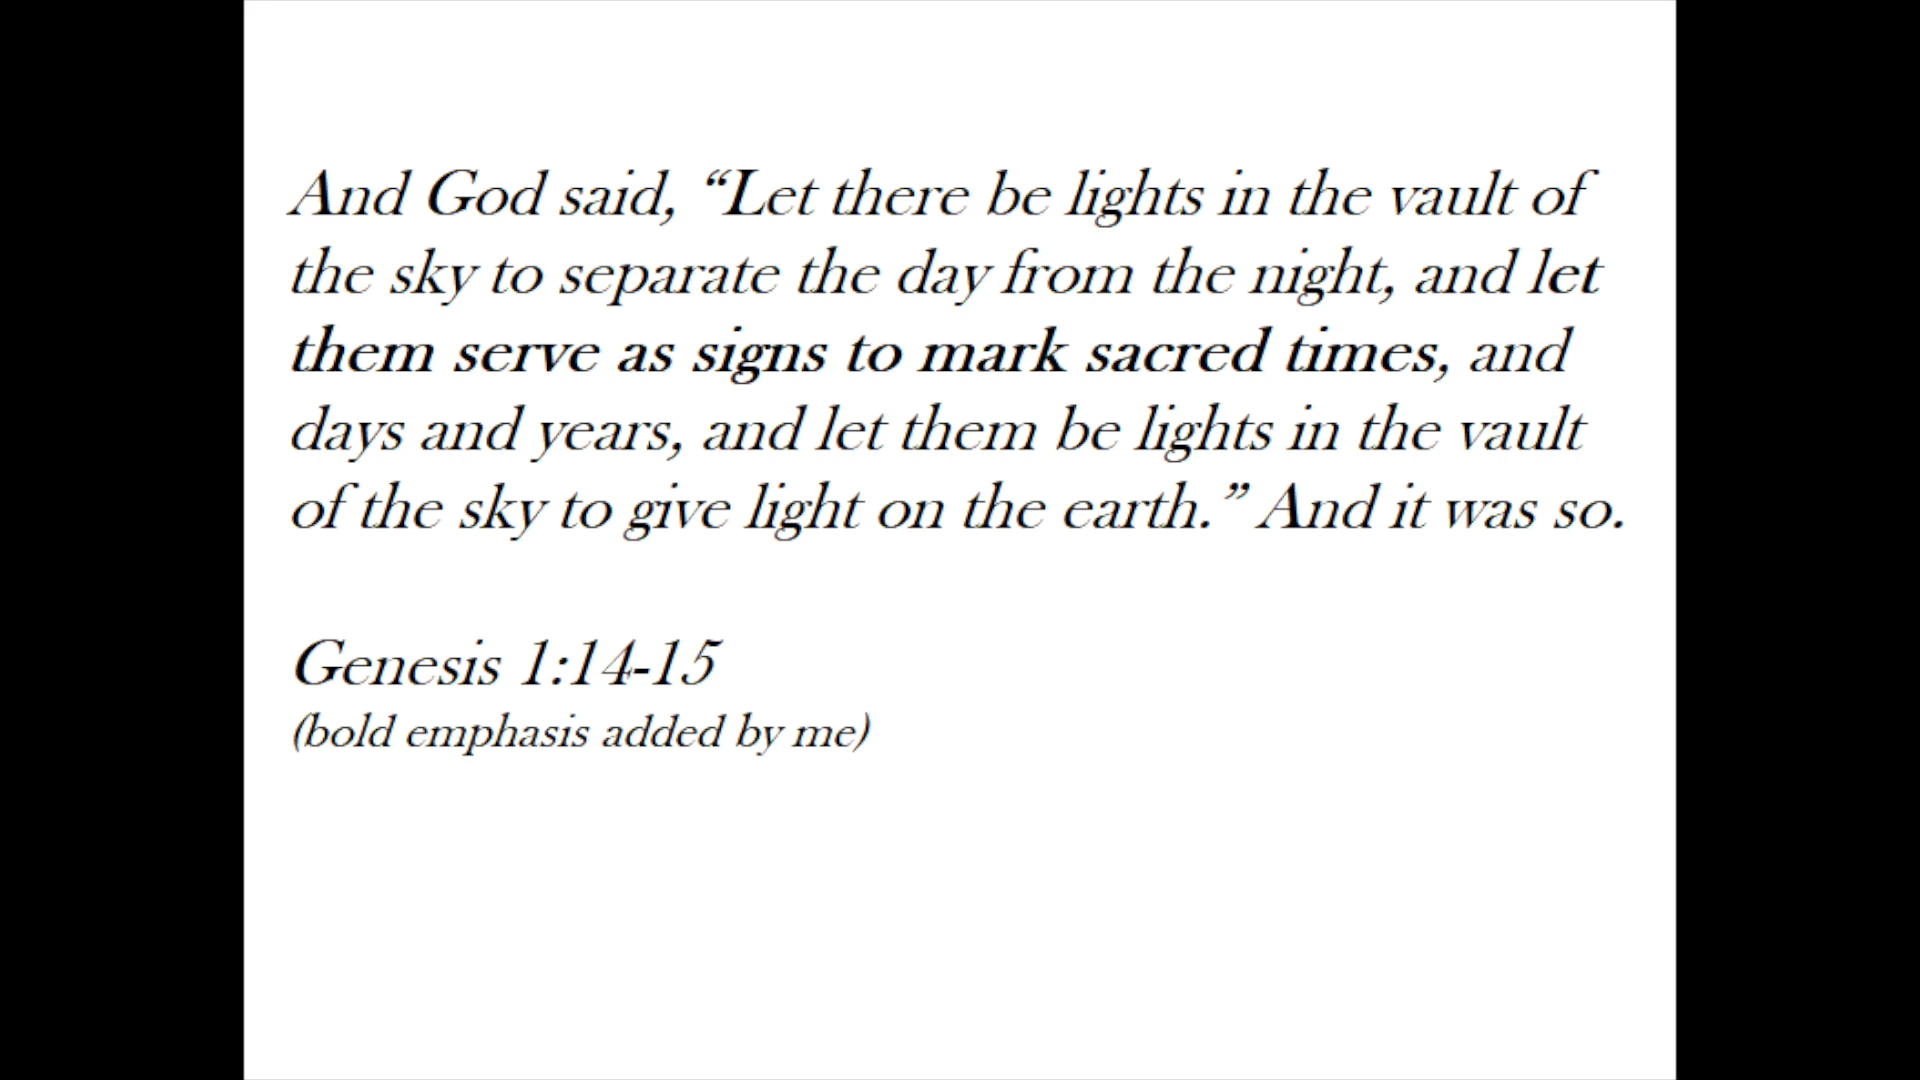 And God said, “Let there be lights in the vault of
the sky to separate the day from the night, and let
them serve as signs to mark sacred times, and
days and years, and let them be lights in the vault
of the sky to give light on the earth.” And it was so.
Genesis 1:14-15
(bold emphasis added by me)